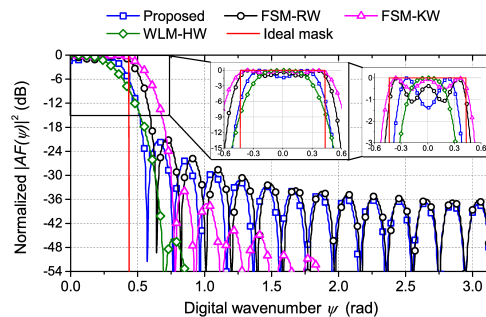 Proposed FSM-RW FSM-KW
WLM-HW Ideal mask
Normalized |AF(ψ)|² (dB)
0
-6
-12
-18
-24
-30
-36
-42
-48
-54
0.0 0.5 1.0 1.5 2.0 2.5 3.0
Digital wavenumber ψ (rad)
0
-3
-6
-9
-12
-15
-0.6 -0.3 0.0 0.3 0.6
0
-1
-2
-3
-0.6 -0.3 0.0 0.3 0.6